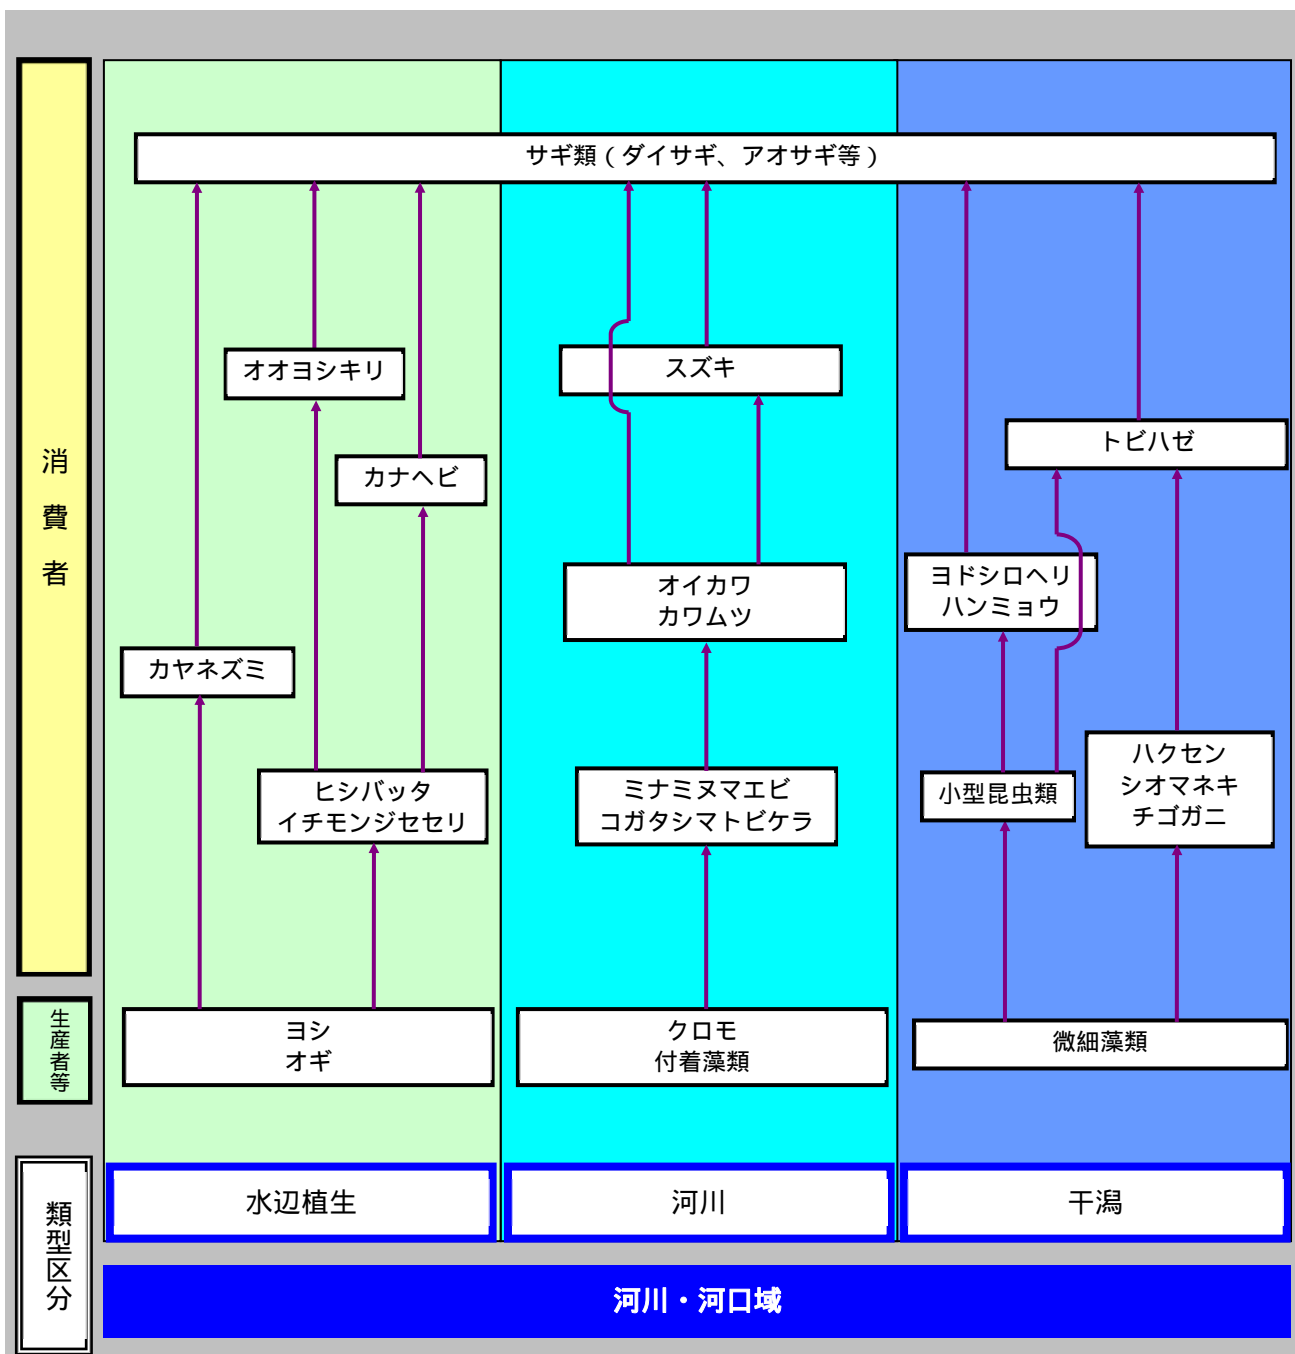 サギ類（ダイサギ、アオサギ等）
オオヨシキリ
スズキ
トビハゼ
カナヘビ
消費者
ヨドシロヘリ
ハンミョウ
オイカワ
カワムツ
カヤネズミ
ヒシバッタ
イチモンジセセリ
ミナミヌマエビ
コガタシマトビケラ
小型昆虫類
ハクセン
シオマネキ
チゴガニ
生産者等
ヨシ
オギ
クロモ
付着藻類
微細藻類
類型区分
水辺植生
河川
干潟
河川・河口域